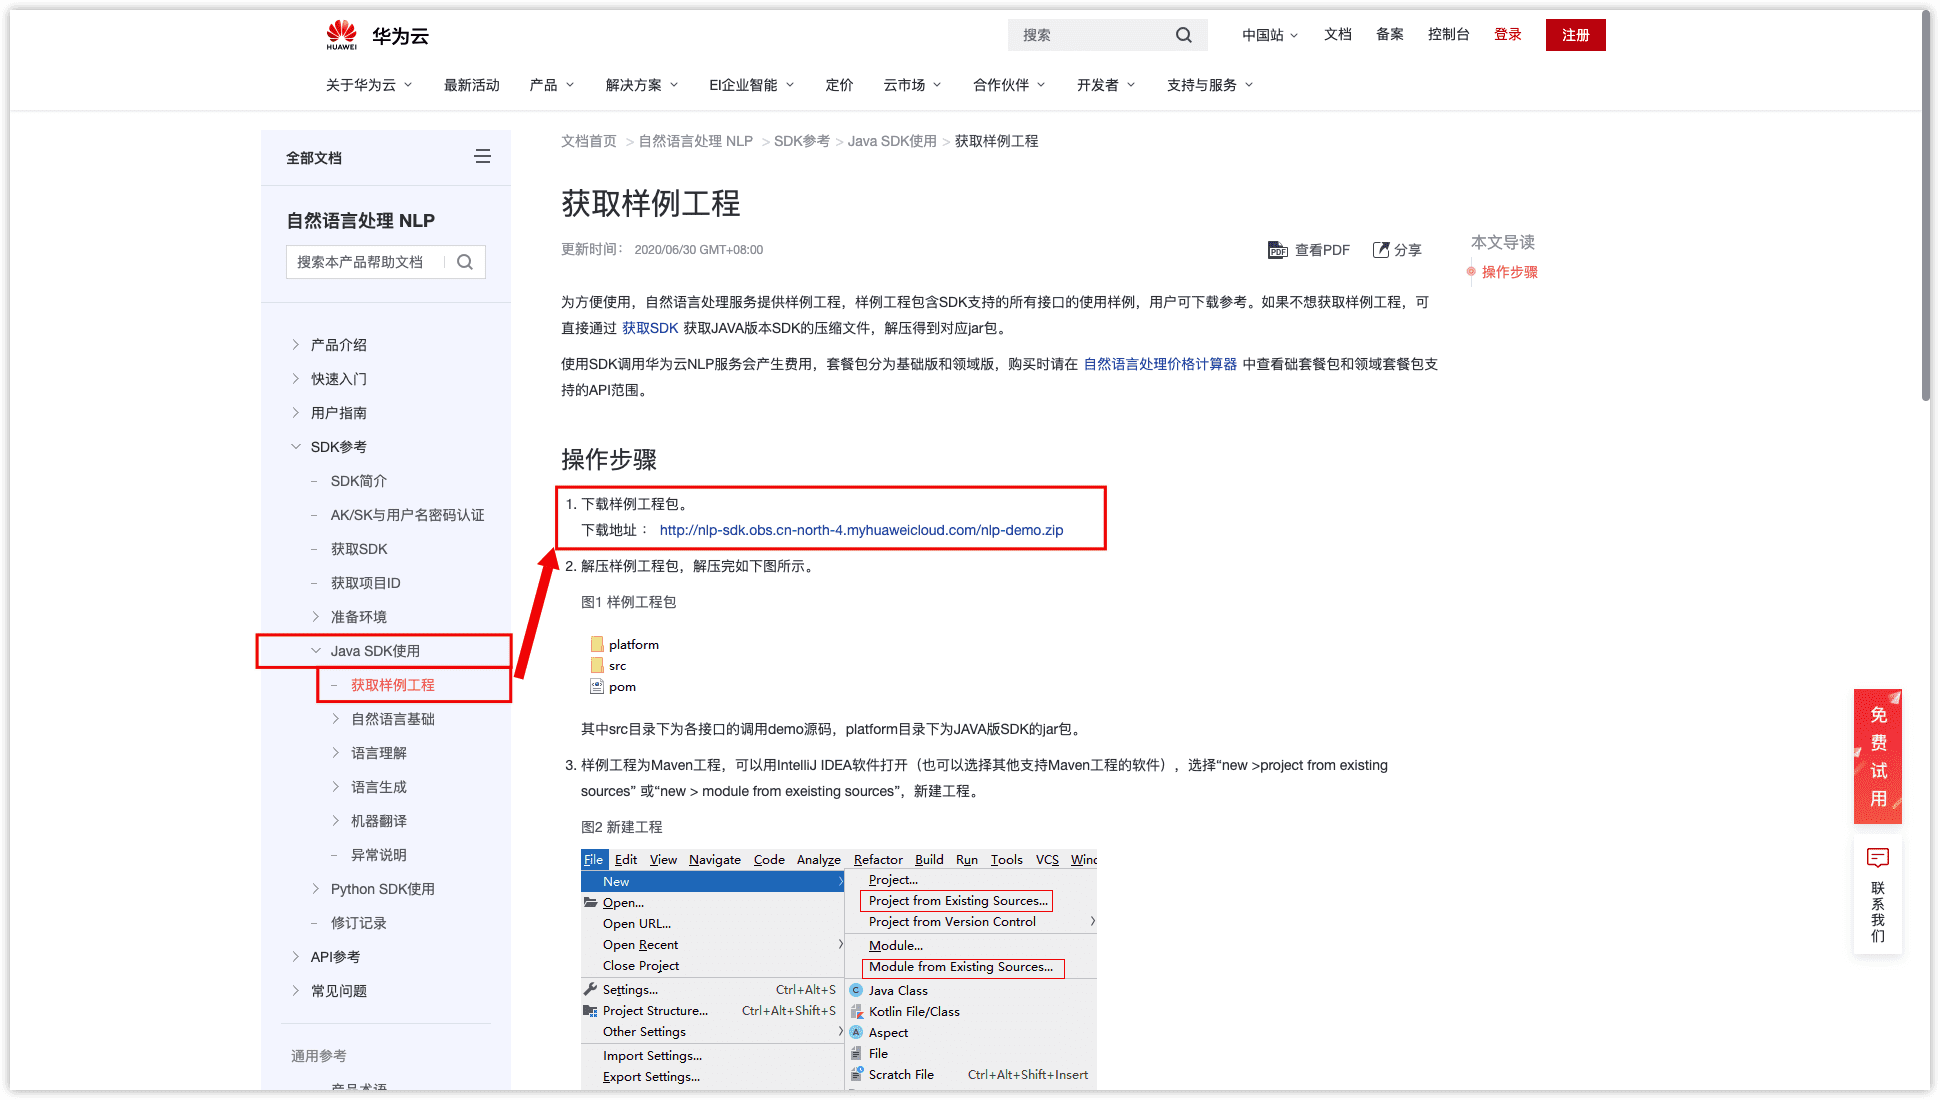 HUAWEI 华为云
搜索
中国站 文档 备案 控制台 登录 注册
关于华为云 最新活动 产品 解决方案 EI企业智能 定价 云市场 合作伙伴 开发者 支持与服务
全部文档
自然语言处理 NLP
搜索本产品帮助文档
产品介绍
快速入门
用户指南
SDK参考
SDK简介
AK/SK与用户名密码认证
获取SDK
获取项目ID
准备环境
Java SDK使用
获取样例工程
自然语言基础
语言理解
语言生成
机器翻译
异常说明
Python SDK使用
修订记录
API参考
常见问题
通用参考
产品术语
文档首页 > 自然语言处理 NLP > SDK参考 > Java SDK使用 > 获取样例工程
获取样例工程
更新时间： 2020/06/30 GMT+08:00
PDF 查看PDF 分享
为方便使用，自然语言处理服务提供样例工程，样例工程包含SDK支持的所有接口的使用样例，用户可下载参考。如果不想获取样例工程，可
直接通过 获取SDK 获取JAVA版本SDK的压缩文件，解压得到对应jar包。
使用SDK调用华为云NLP服务会产生费用，套餐包分为基础版和领域版，购买时请在 自然语言处理价格计算器 中查看础套餐包和领域套餐包支
持的API范围。
操作步骤
1. 下载样例工程包。
下载地址： http://nlp-sdk.obs.cn-north-4.myhuaweicloud.com/nlp-demo.zip
2. 解压样例工程包，解压完如下图所示。
图1 样例工程包
platform
src
pom
其中src目录下为各接口的调用demo源码，platform目录下为JAVA版SDK的jar包。
3. 样例工程为Maven工程，可以用IntelliJ IDEA软件打开（也可以选择其他支持Maven工程的软件），选择“new >project from existing
sources” 或“new > module from exeisting sources”，新建工程。
图2 新建工程
File Edit View Navigate Code Analyze Refactor Build Run Tools VCS Winc
New
Open...
Open URL...
Open Recent
Close Project
Settings... Ctrl+Alt+S
Project Structure... Ctrl+Alt+Shift+S
Other Settings
Import Settings...
Export Settings...
Project...
Project from Existing Sources...
Project from Version Control
Module...
Module from Existing Sources...
C Java Class
Kotlin File/Class
A Aspect
File
Scratch File Ctrl+Alt+Shift+Insert
本文导读
操作步骤
免费试用
联系我们